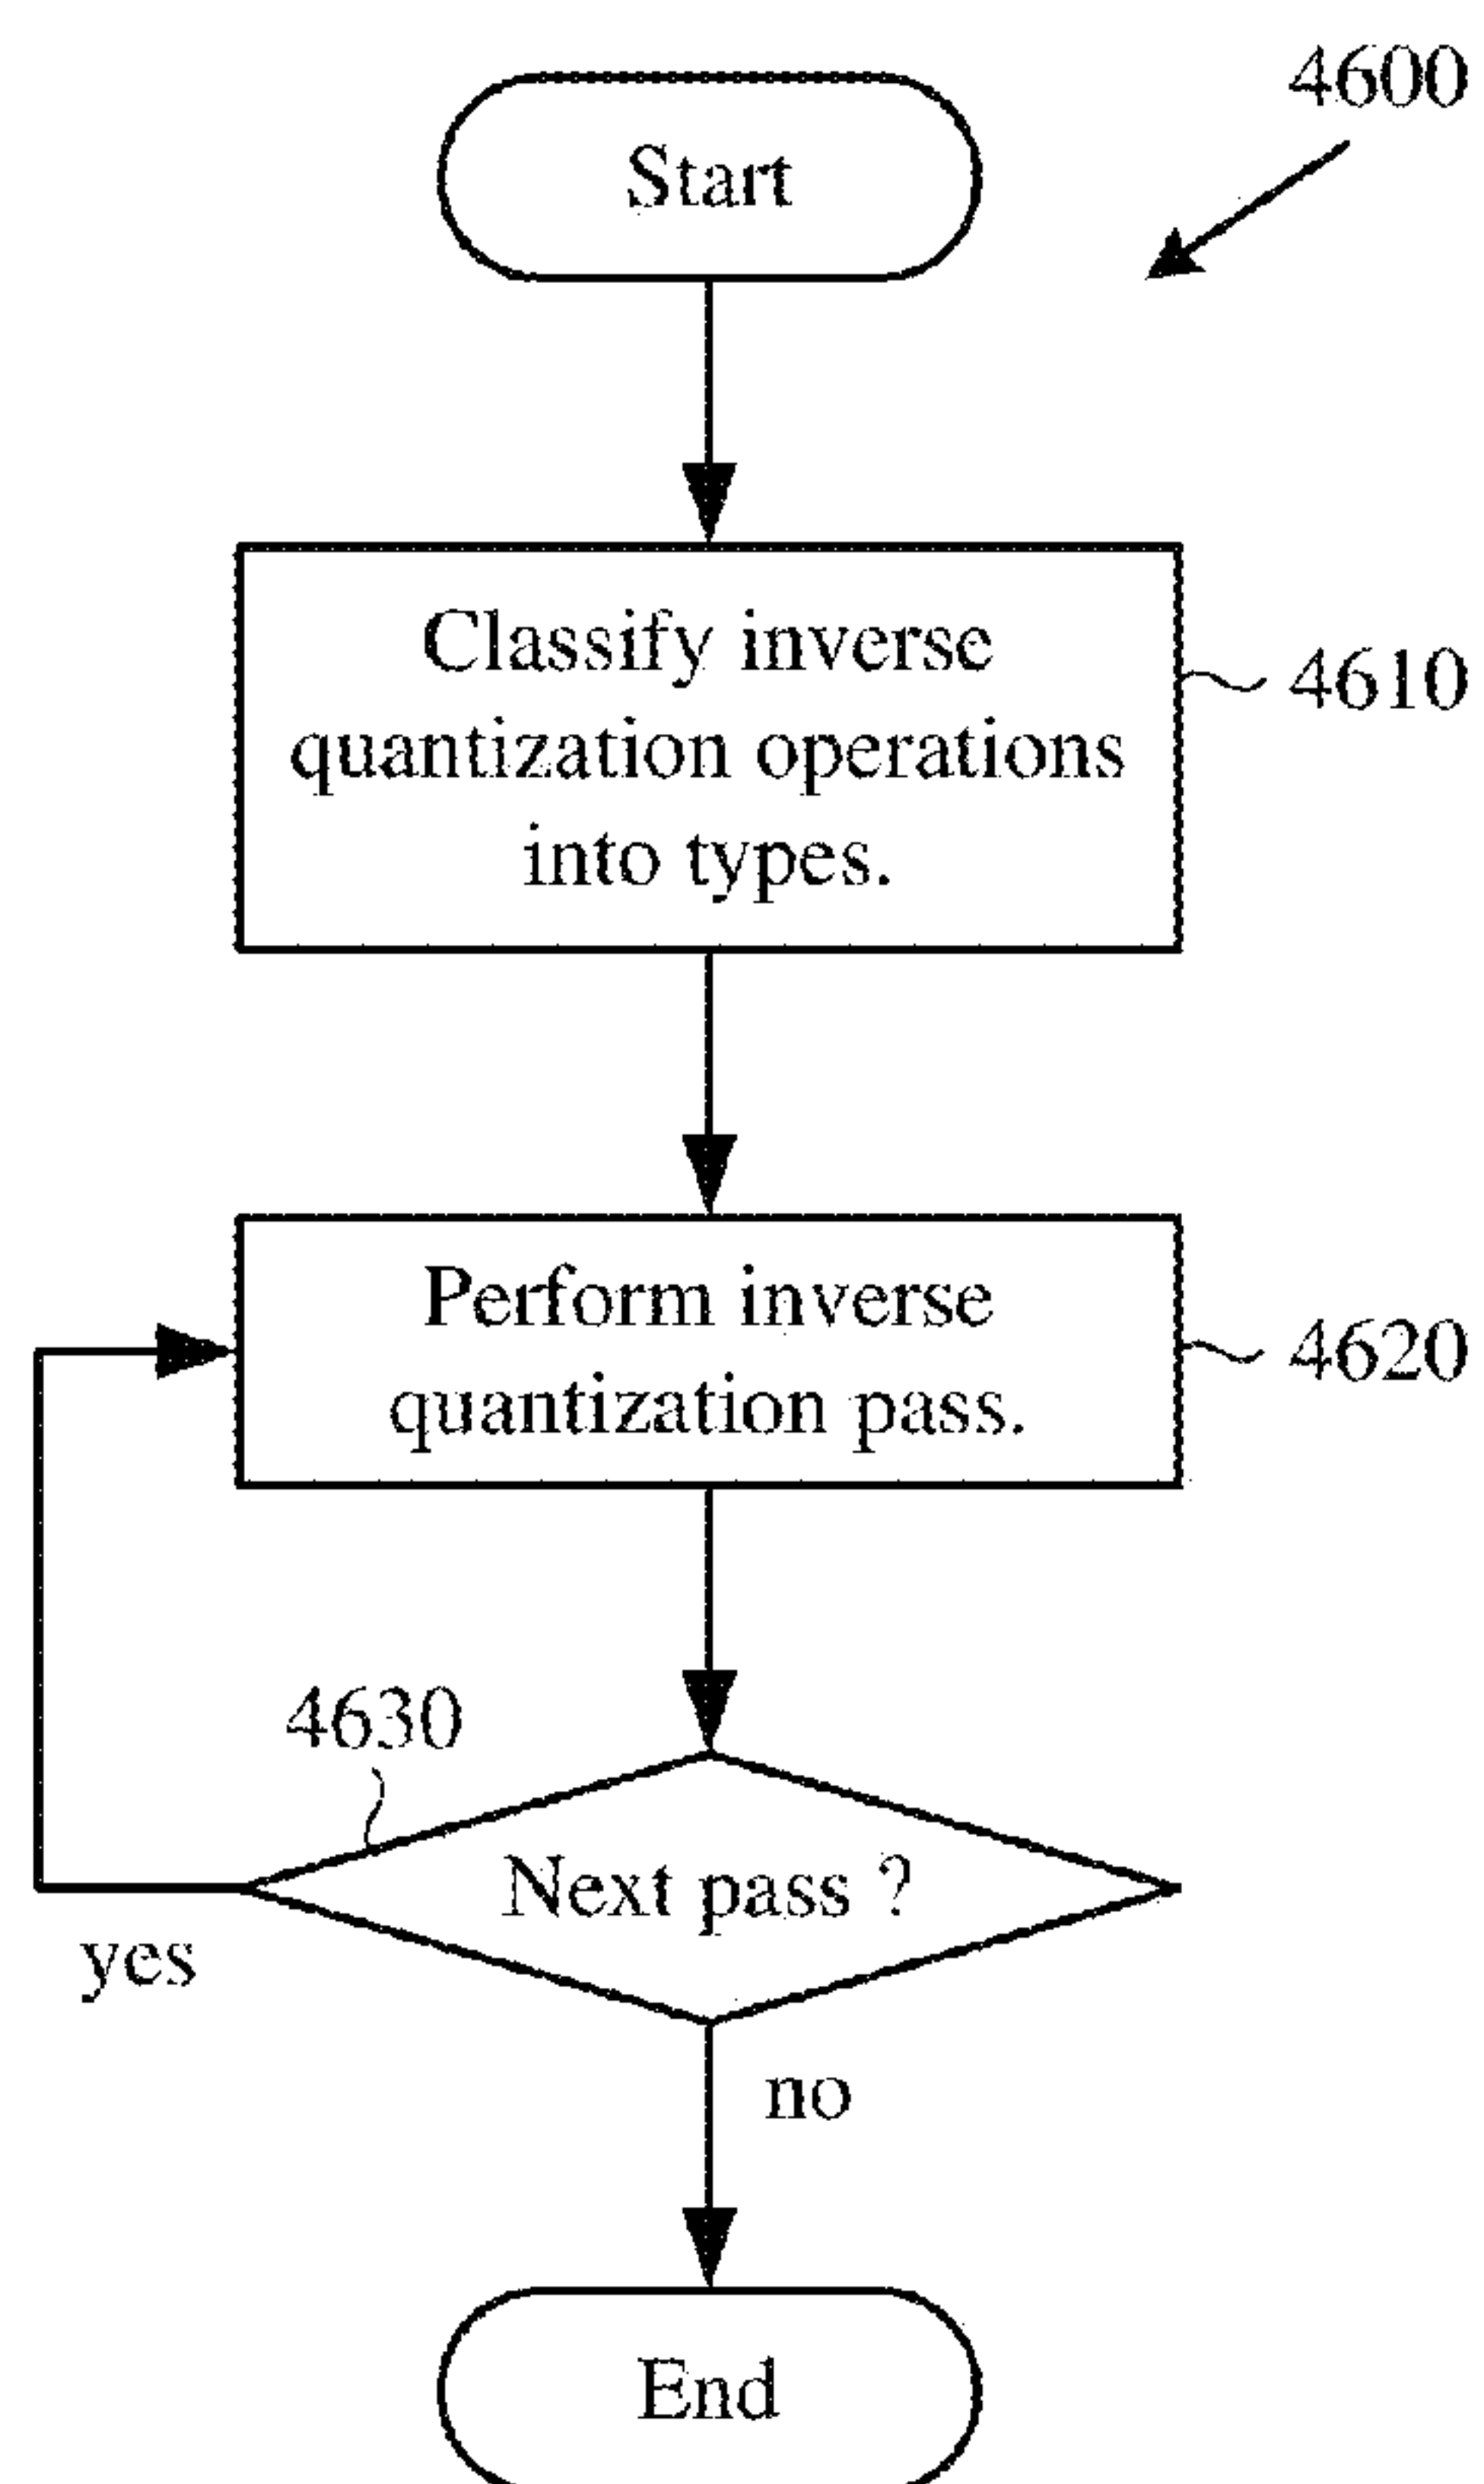 4600
Start
Classify inverse
quantization operations
into types.
4610
Perform inverse
quantization pass.
4620
4630
Next pass ?
yes
no
End